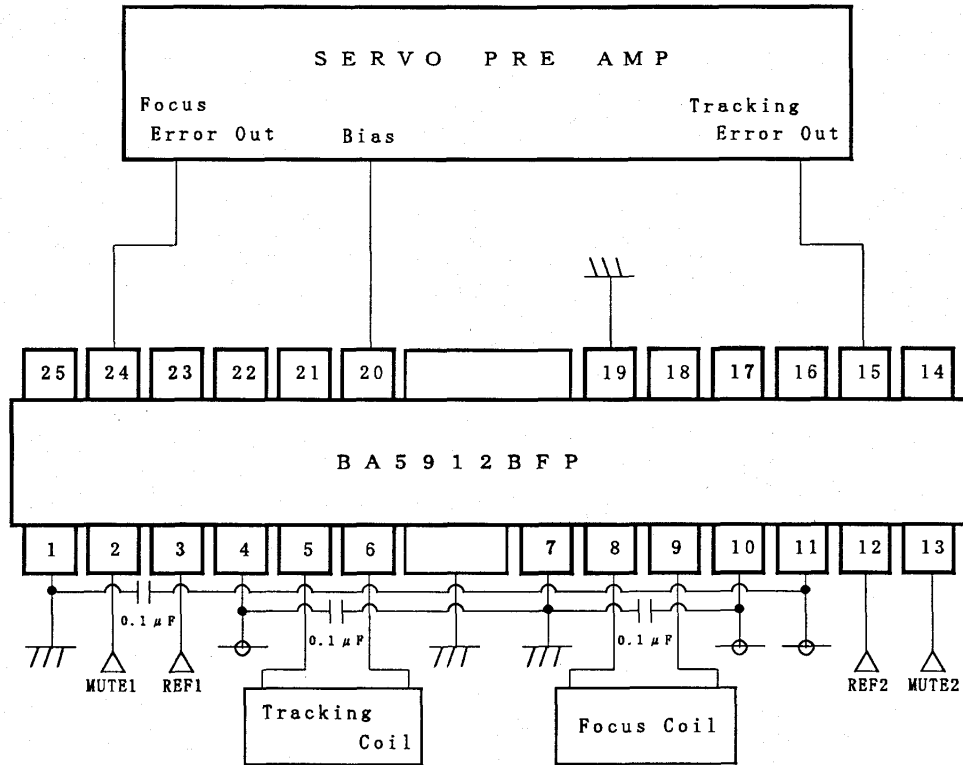 SERVO PRE AMP
Focus
Error Out
Bias
Tracking
Error Out
25 24 23 22 21 20 19 18 17 16 15 14
BA5912BFP
1 2 3 4 5 6 7 8 9 10 11 12 13
0.1μF
0.1μF
0.1μF
MUTE1
REF1
REF2
MUTE2
Tracking
Coil
Focus Coil